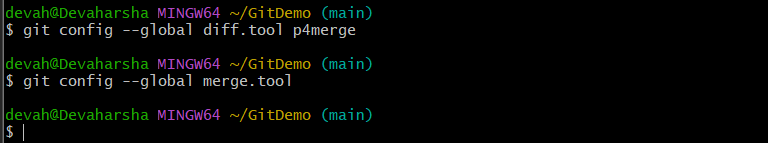 devah@Devaharsha MINGW64 ~/GitDemo (main)
$ git config --global diff.tool p4merge
devah@Devaharsha MINGW64 ~/GitDemo (main)
$ git config --global merge.tool
devah@Devaharsha MINGW64 ~/GitDemo (main)
$